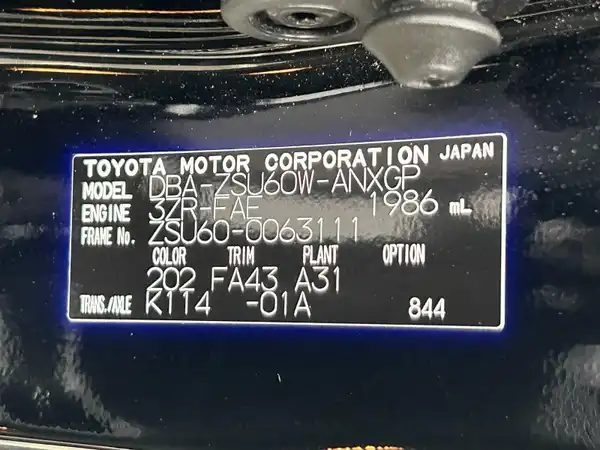 TOYOTA MOTOR CORPORATION JAPAN
MODEL DBA-ZSU60W-ANXGP
ENGINE 3ZR-FAE 1986 mL
FRAME No. ZSU60-0063111
COLOR TRIM PLANT OPTION
202 FA43 A31
TRANS./AXLE K114 -01A 844